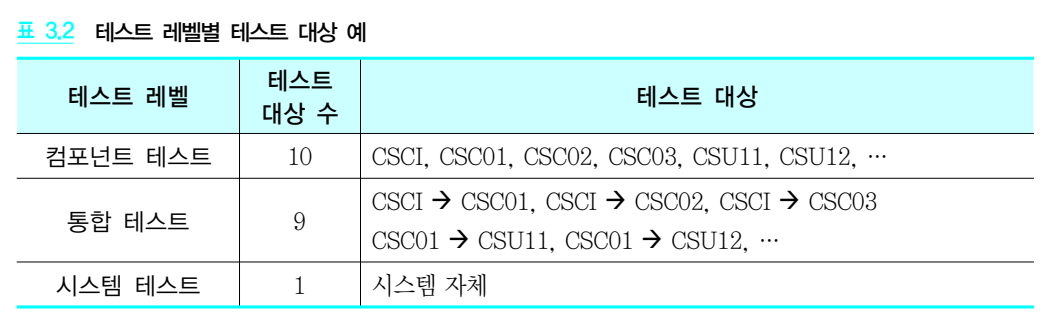 표 3.2 테스트 레벨별 테스트 대상 예
테스트 레벨
테스트
대상 수
테스트 대상
컴포넌트 테스트
10
CSCI, CSC01, CSC02, CSC03, CSU11, CSU12, …
통합 테스트
9
CSCI → CSC01, CSCI → CSC02, CSCI → CSC03
CSC01 → CSU11, CSC01 → CSU12, …
시스템 테스트
1
시스템 자체